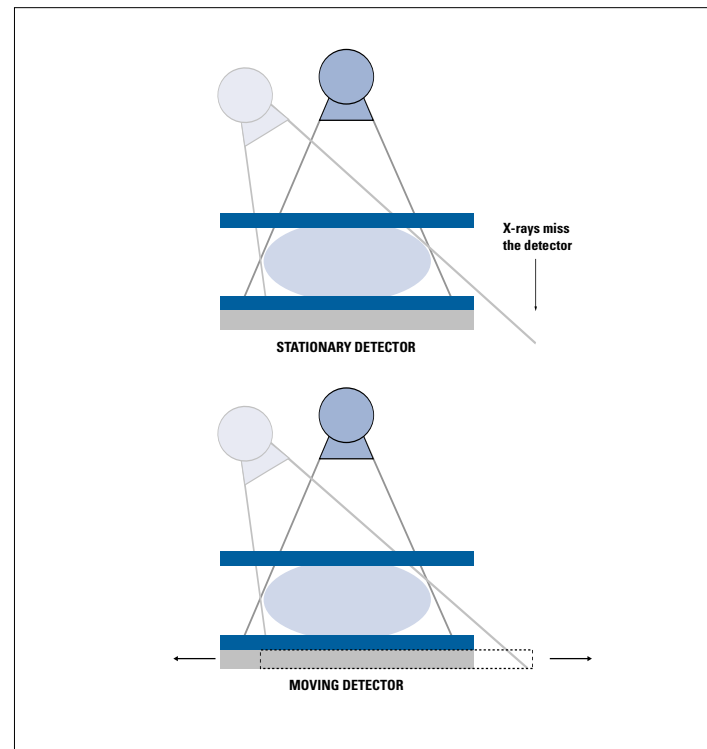 X-rays miss
the detector
STATIONARY DETECTOR
MOVING DETECTOR